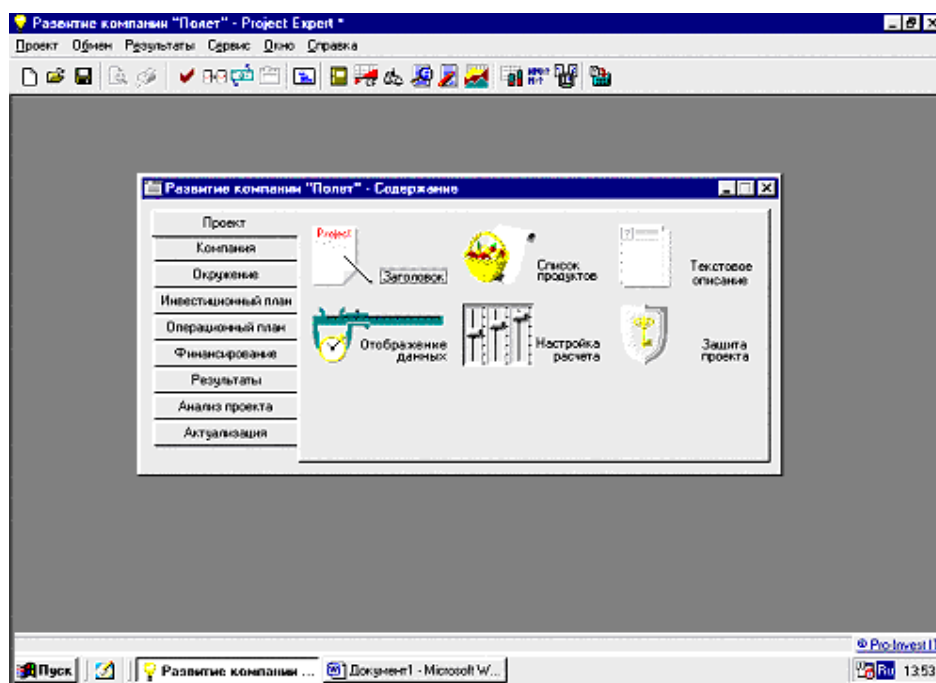 Развитие компании "Полет" - Project Expert *
Проект Обмен Результаты Сервис Окно Справка
Развитие компании "Полет" - Содержание
Проект
Компания
Окружение
Инвестиционный план
Операционный план
Финансирование
Результаты
Анализ проекта
Актуализация
Project
Заголовок
Список
продуктов
Текстовое
описание
Отображение
данных
Настройка
расчета
Защита
проекта
© Pro-Invest I
Пуск
Развитие компании ...
Документ1 - Microsoft W...
Ru
13:53